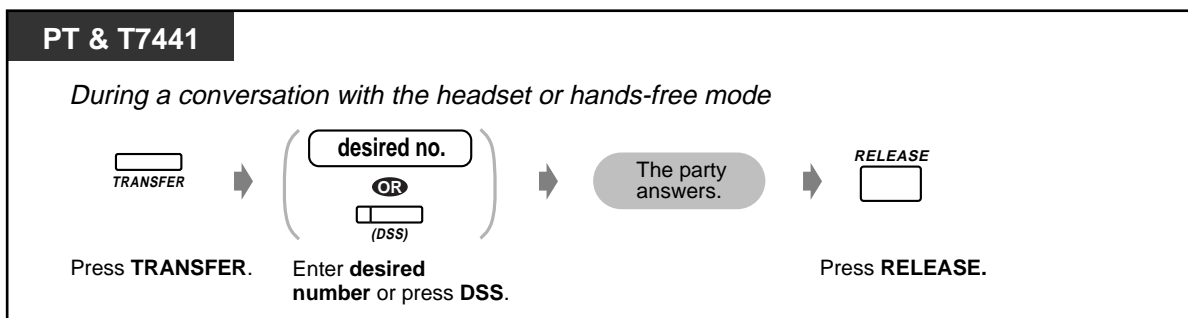 PT & T7441
During a conversation with the headset or hands-free mode
TRANSFER
desired no.
OR
(DSS)
The party
answers.
RELEASE
Press TRANSFER.
Enter desired
number or press DSS.
Press RELEASE.